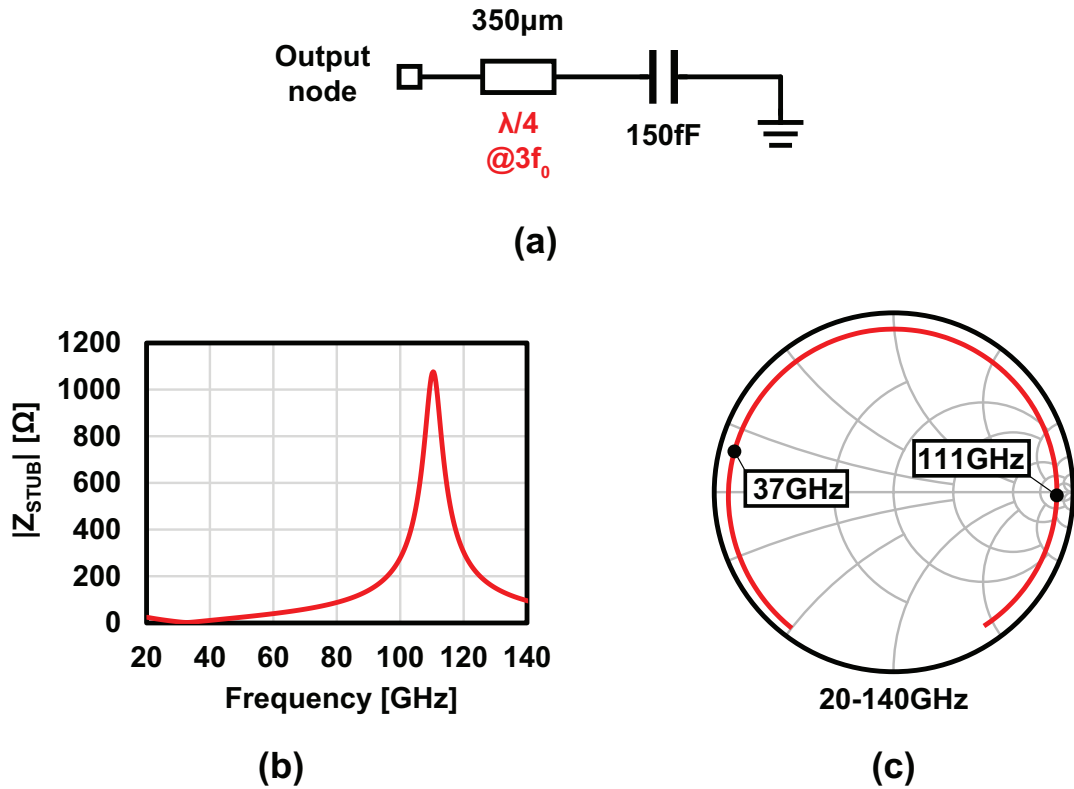 350μm
Output
node
λ/4
@3f₀
150fF
(a)
1200
1000
800
600
400
200
0
|Z_STUB| [Ω]
20 40 60 80 100 120 140
Frequency [GHz]
(b)
37GHz
111GHz
20-140GHz
(c)